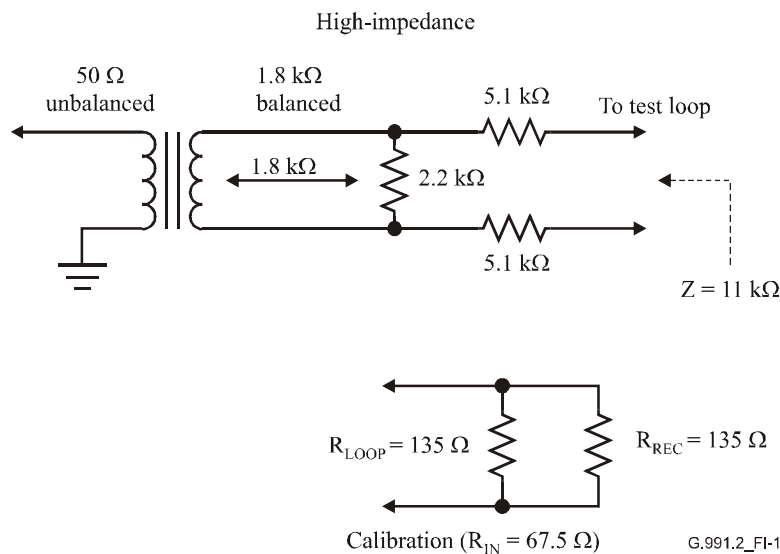 High-impedance
50 Ω
unbalanced
1.8 kΩ
balanced
5.1 kΩ
To test loop
1.8 kΩ
2.2 kΩ
5.1 kΩ
Z = 11 kΩ
R_LOOP = 135 Ω
R_REC = 135 Ω
Calibration (R_IN = 67.5 Ω)
G.991.2_FI-1